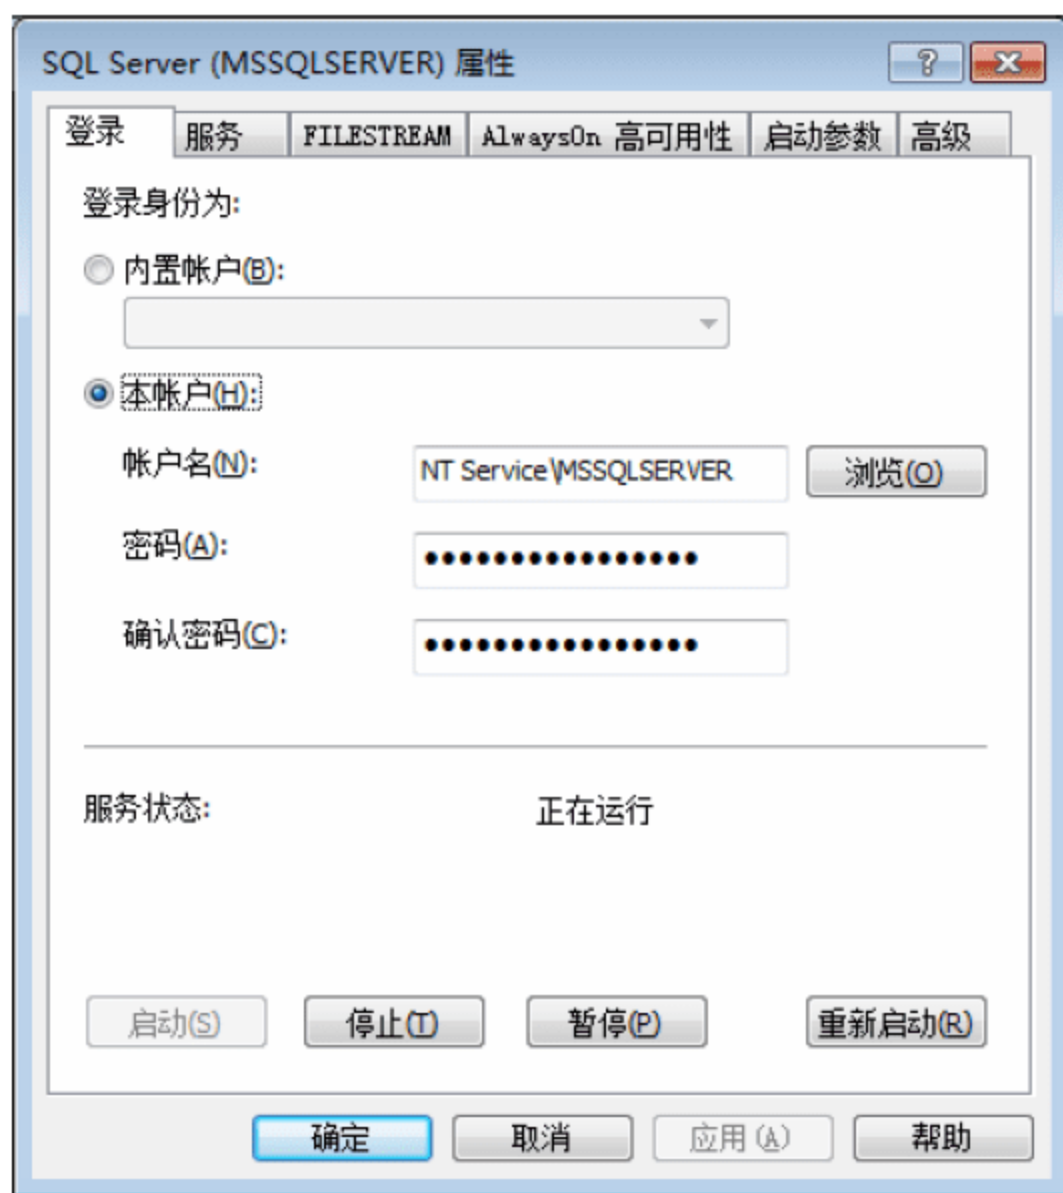 SQL Server (MSSQLSERVER) 属性
登录 服务 FILESTREAM AlwaysOn 高可用性 启动参数 高级
登录身份为:
内置帐户(B):
本帐户(H):
帐户名(N): NT Service\MSSQLSERVER 浏览(O)
密码(A): ●●●●●●●●●●●●●●●●
确认密码(C): ●●●●●●●●●●●●●●●●
服务状态: 正在运行
启动(S) 停止(T) 暂停(P) 重新启动(R)
确定 取消 应用(A) 帮助